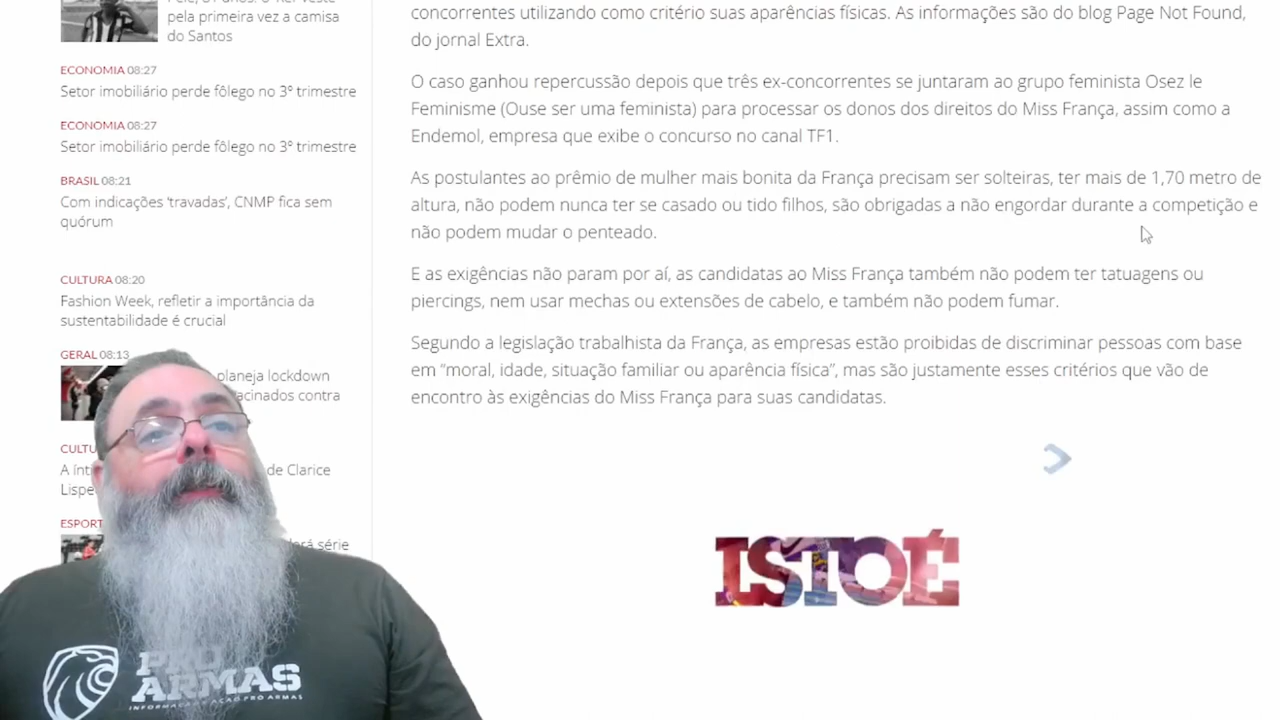 pela primeira vez a camisa
do Santos
ECONOMIA 08:27
Setor imobiliário perde fôlego no 3º trimestre
ECONOMIA 08:27
Setor imobiliário perde fôlego no 3º trimestre
BRASIL 08:21
Com indicações ‘travadas’, CNMP fica sem
quórum
CULTURA 08:20
Fashion Week, refletir a importância da
sustentabilidade é crucial
GERAL 08:13
planeja lockdown
contra
CULTU
A ínti
de Clarice
Lispe
ESPORT
série
concorrentes utilizando como critério suas aparências físicas. As informações são do blog Page Not Found,
do jornal Extra.
O caso ganhou repercussão depois que três ex-concorrentes se juntaram ao grupo feminista Osez le
Feminisme (Ouse ser uma feminista) para processar os donos dos direitos do Miss França, assim como a
Endemol, empresa que exibe o concurso no canal TF1.
As postulantes ao prêmio de mulher mais bonita da França precisam ser solteiras, ter mais de 1,70 metro de
altura, não podem nunca ter se casado ou tido filhos, são obrigadas a não engordar durante a competição e
não podem mudar o penteado.
E as exigências não param por aí, as candidatas ao Miss França também não podem ter tatuagens ou
piercings, nem usar mechas ou extensões de cabelo, e também não podem fumar.
Segundo a legislação trabalhista da França, as empresas estão proibidas de discriminar pessoas com base
em “moral, idade, situação familiar ou aparência física”, mas são justamente esses critérios que vão de
encontro às exigências do Miss França para suas candidatas.
ISTOÉ
PRO
ARMAS